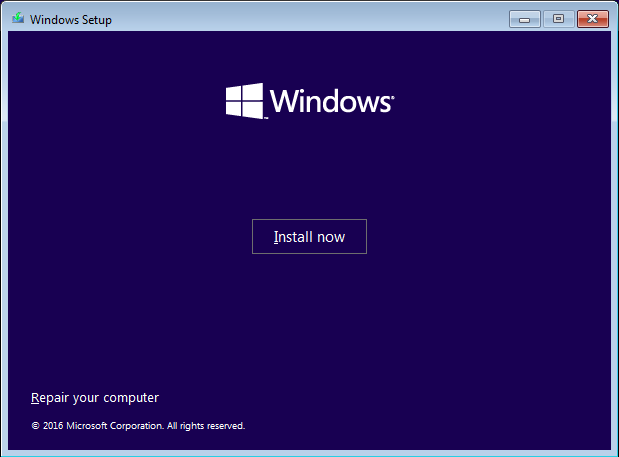 Windows Setup
Windows®
Install now
Repair your computer
© 2016 Microsoft Corporation. All rights reserved.